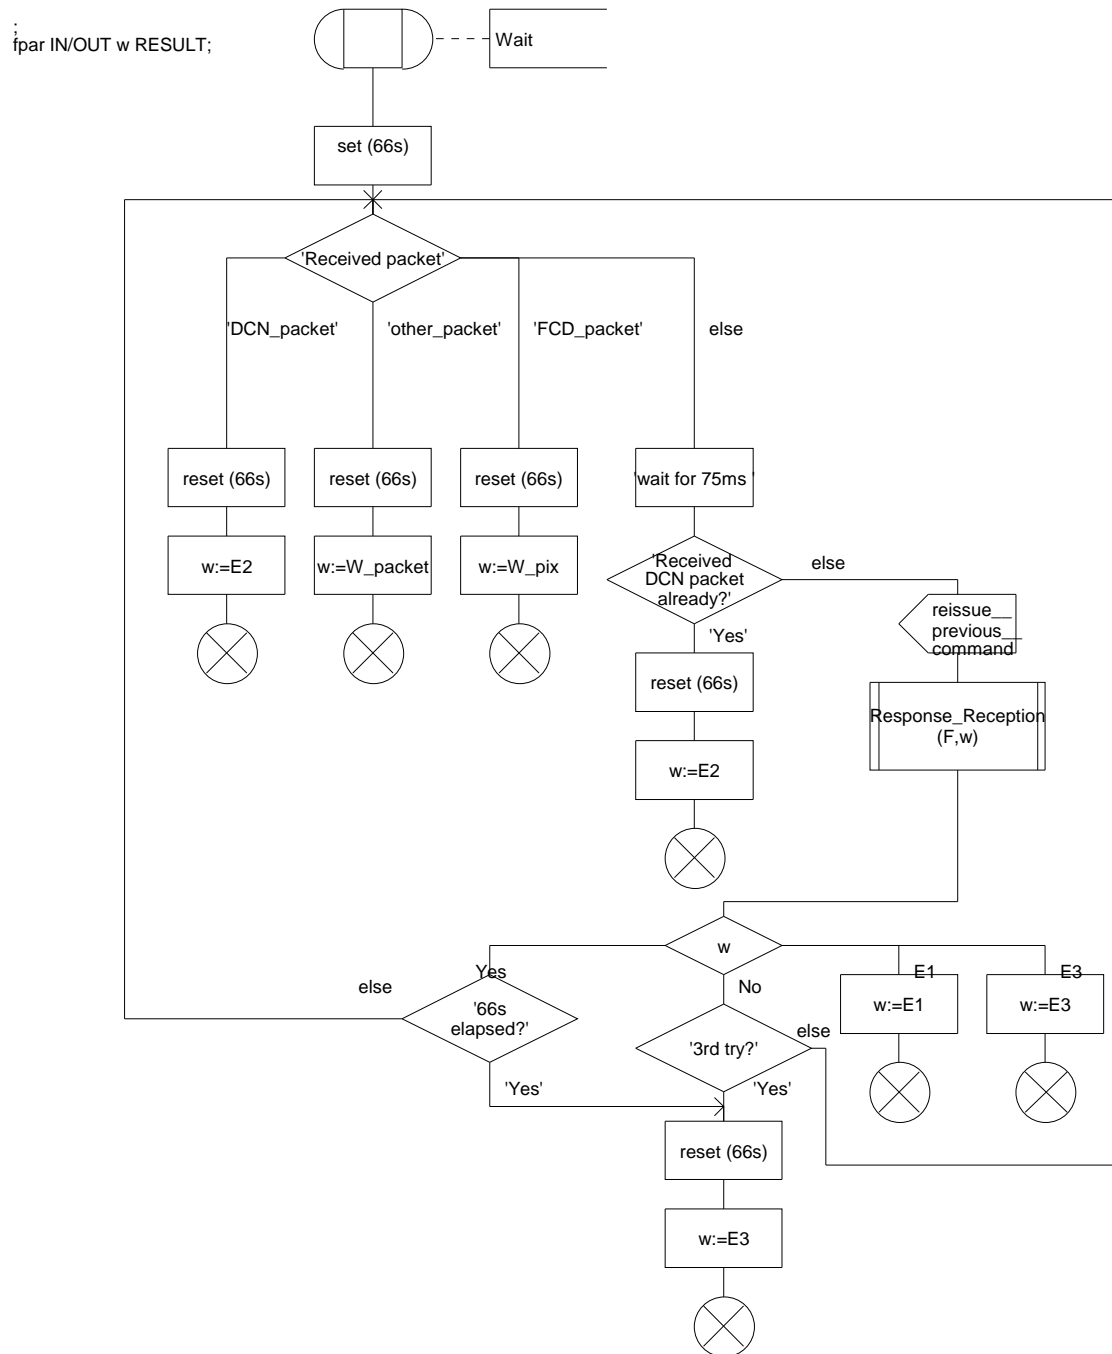 ;
fpar IN/OUT w RESULT;
Wait
set (66s)
'Received packet'
'DCN_packet'
'other_packet'
'FCD_packet'
else
reset (66s)
reset (66s)
reset (66s)
'wait for 75ms '
w:=E2
w:=W_packet
w:=W_pix
'Received
DCN packet
already?'
else
reissue__
previous__
command
'Yes'
reset (66s)
Response_Reception
(F,w)
w:=E2
w
Yes
No
E1
E3
else
'66s
elapsed?'
'3rd try?'
else
w:=E1
w:=E3
'Yes'
'Yes'
reset (66s)
w:=E3